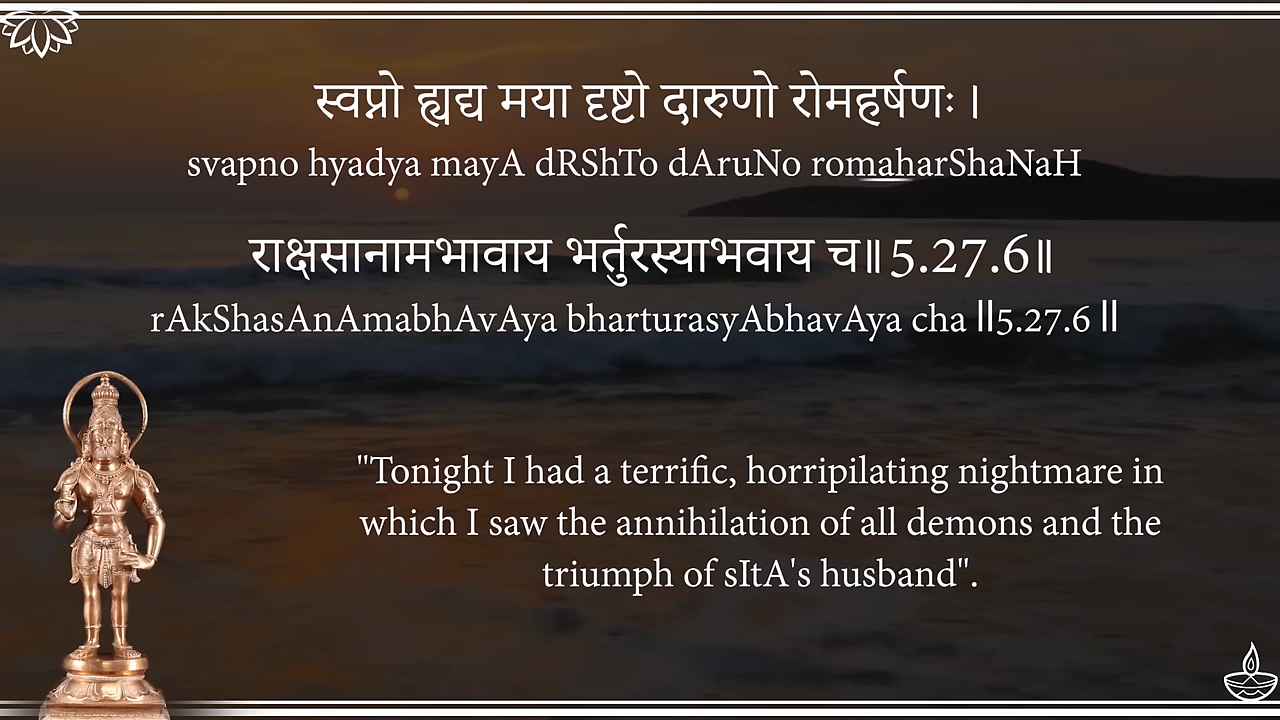 स्वप्नो ह्यद्य मया दृष्टो दारुणो रोमहर्षणः ।
svapno hyadya mayA dRShTo dAruNo romaharShaNaH
राक्षसानामभावाय भर्तुरस्याभवाय च॥5.27.6॥
rAkShasAnAmabhAvAya bharturasyAbhavAya cha ||5.27.6 ||
"Tonight I had a terrific, horripilating nightmare in
which I saw the annihilation of all demons and the
triumph of sItA's husband".